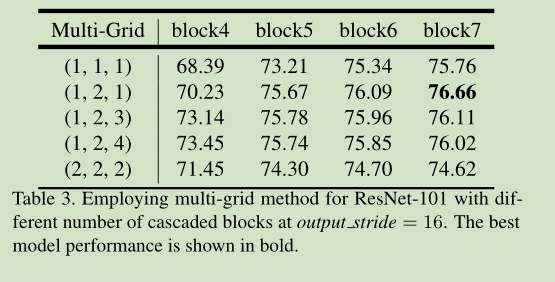 Multi-Grid block4 block5 block6 block7
(1, 1, 1) 68.39 73.21 75.34 75.76
(1, 2, 1) 70.23 75.67 76.09 76.66
(1, 2, 3) 73.14 75.78 75.96 76.11
(1, 2, 4) 73.45 75.74 75.85 76.02
(2, 2, 2) 71.45 74.30 74.70 74.62
Table 3. Employing multi-grid method for ResNet-101 with dif-
ferent number of cascaded blocks at output_stride = 16. The best
model performance is shown in bold.